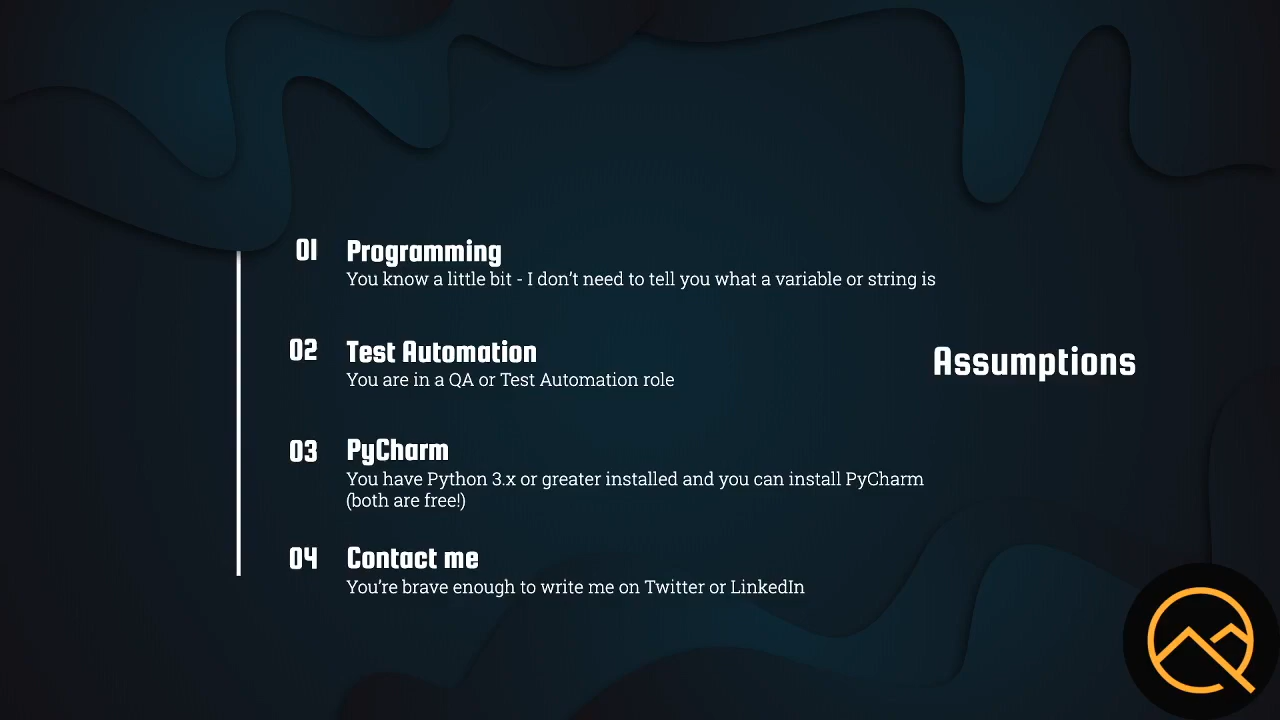 01 Programming
You know a little bit - I don’t need to tell you what a variable or string is
02 Test Automation
You are in a QA or Test Automation role
Assumptions
03 PyCharm
You have Python 3.x or greater installed and you can install PyCharm
(both are free!)
04 Contact me
You’re brave enough to write me on Twitter or LinkedIn